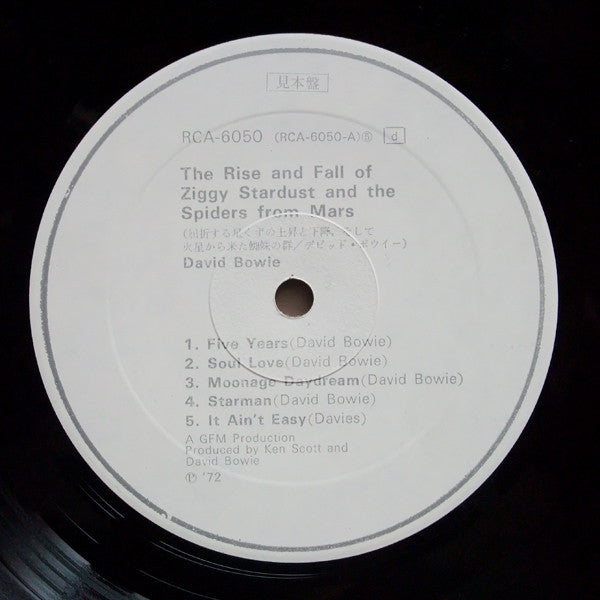 見本盤
RCA-6050 (RCA-6050-A)Ⓢ d
The Rise and Fall of
Ziggy Stardust and the
Spiders from Mars
(屈折する星くずの上昇と下降、そして
火星から来た蜘蛛の群/デビッド・ボウイー)
David Bowie
1. Five Years(David Bowie)
2. Soul Love(David Bowie)
3. Moonage Daydream(David Bowie)
4. Starman(David Bowie)
5. It Ain't Easy(Davies)
A GFM Production
Produced by Ken Scott and
David Bowie
Ⓟ '72